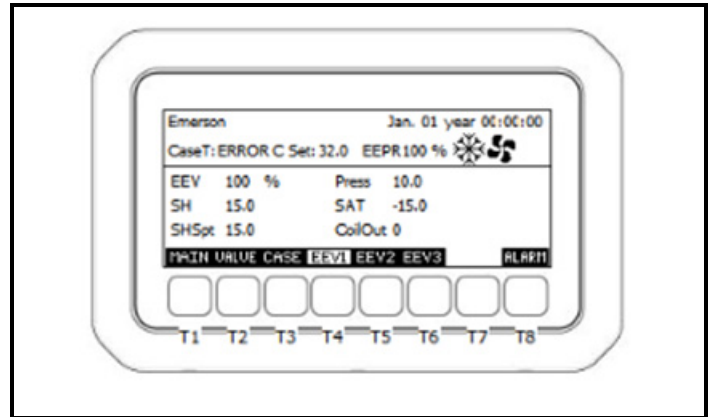 Emerson Jan. 01 year 00:00:00
CaseT: ERROR C Set: 32.0 EEPR100 %
EEV 100 % Press 10.0
SH 15.0 SAT -15.0
SHSpt 15.0 CoilOut 0
MAIN VALVE CASE EEV1 EEV2 EEV3 ALARM
T1 T2 T3 T4 T5 T6 T7 T8